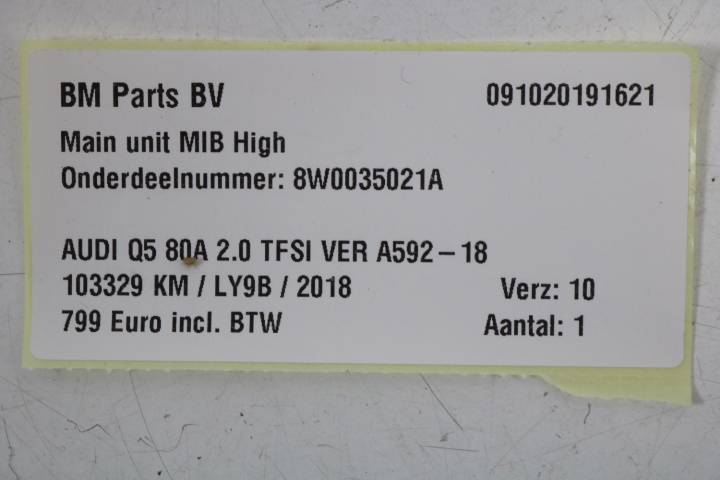 BM Parts BV 091020191621
Main unit MIB High
Onderdeelnummer: 8W0035021A
AUDI Q5 80A 2.0 TFSI VER A592-18
103329 KM / LY9B / 2018 Verz: 10
799 Euro incl. BTW Aantal: 1